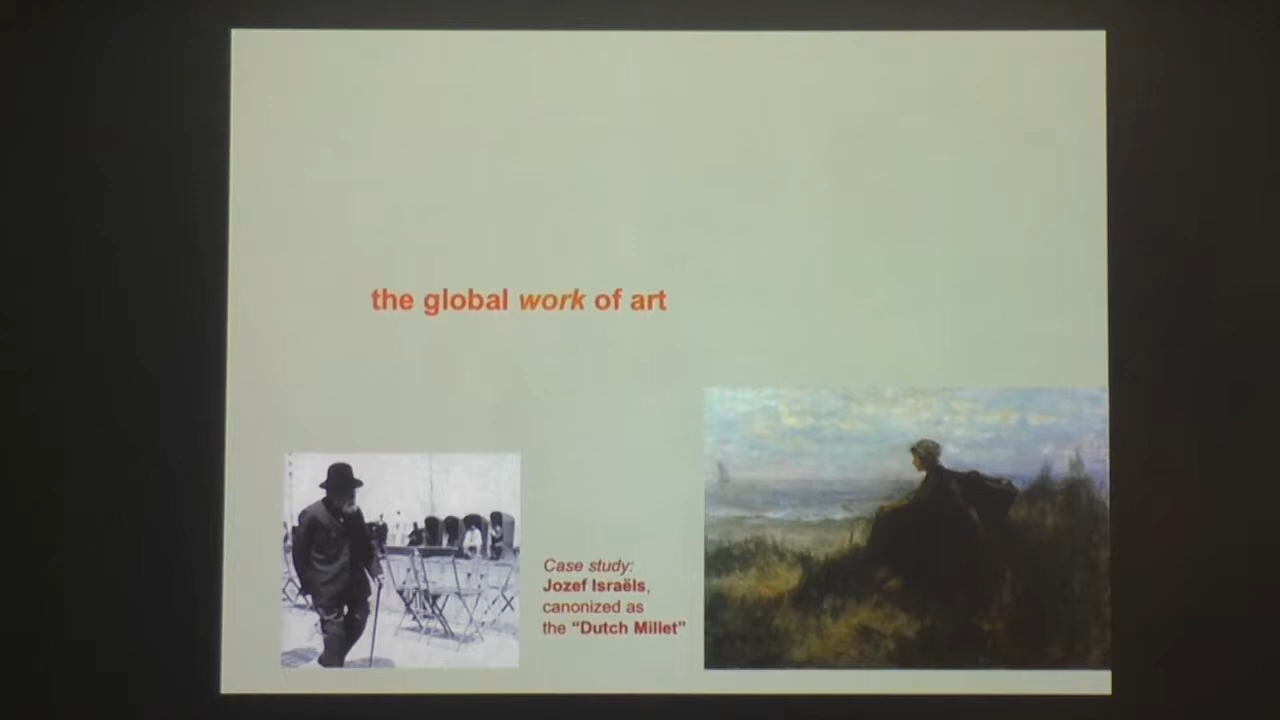 the global work of art
Case study:
Jozef Israëls,
canonized as
the “Dutch Millet”